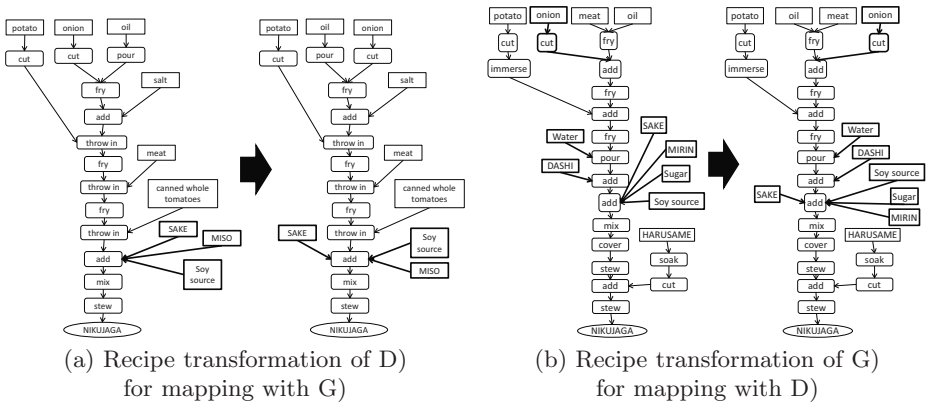 potato
onion
oil
cut
cut
pour
fry
salt
add
throw in
fry
meat
throw in
fry
canned whole
tomatoes
throw in
SAKE
MISO
add
Soy
source
mix
stew
NIKUJAGA
potato
oil
onion
cut
pour
cut
fry
salt
add
throw in
fry
meat
throw in
fry
canned whole
tomatoes
throw in
SAKE
Soy
source
add
MISO
mix
stew
NIKUJAGA
(a) Recipe transformation of D)
for mapping with G)
potato
onion
meat
oil
cut
cut
fry
immerse
add
fry
add
SAKE
fry
Water
pour
MIRIN
DASHI
add
Sugar
add
Soy source
mix
cover
HARUSAME
stew
soak
add
cut
stew
NIKUJAGA
potato
oil
meat
onion
cut
fry
cut
immerse
add
fry
add
fry
Water
pour
DASHI
add
Soy source
SAKE
add
Sugar
MIRIN
mix
cover
HARUSAME
stew
soak
add
cut
stew
NIKUJAGA
(b) Recipe transformation of G)
for mapping with D)